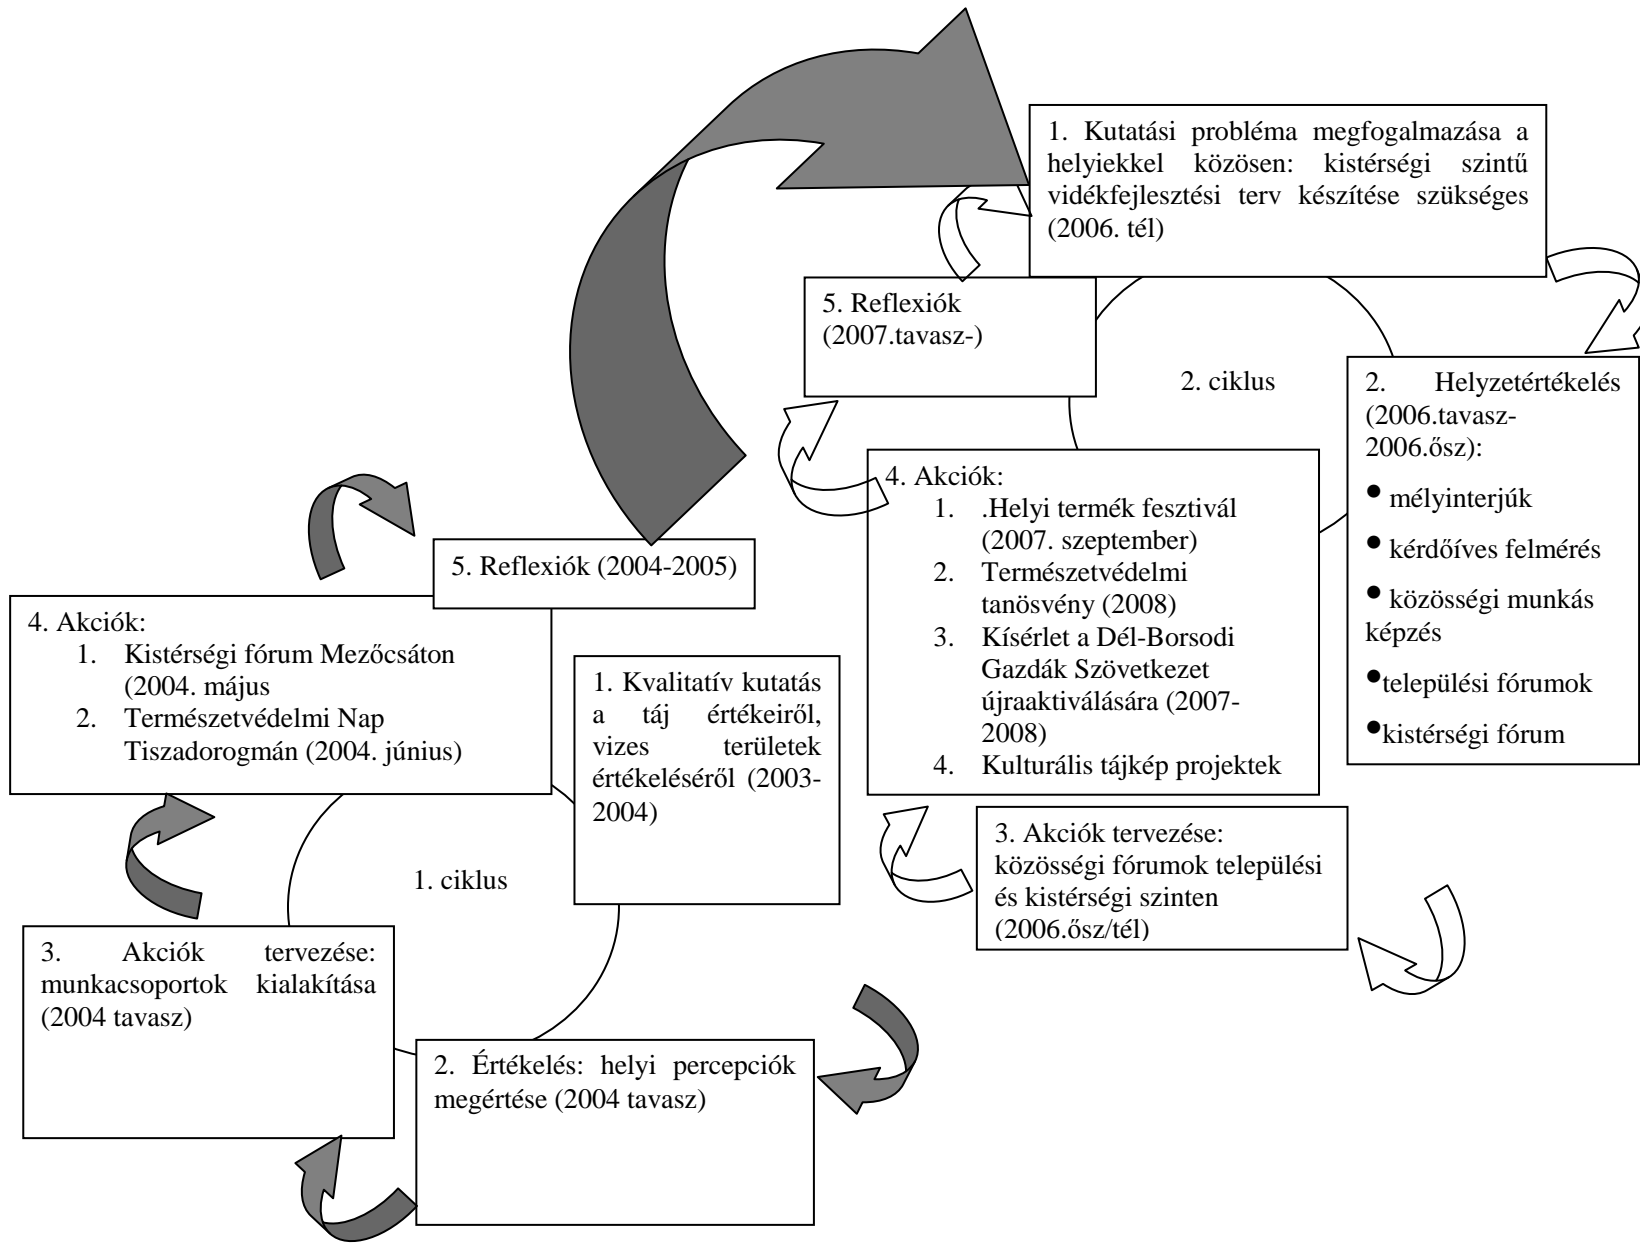 1. Kutatási probléma megfogalmazása a
helyiekkel közösen: kistérségi szintű
vidékfejlesztési terv készítése szükséges
(2006. tél)
5. Reflexiók
(2007.tavasz-)
2. ciklus
2. Helyzetértékelés
(2006.tavasz-
2006.ősz):
● mélyinterjúk
● kérdőíves felmérés
● közösségi munkás
képzés
●települési fórumok
●kistérségi fórum
4. Akciók:
1. .Helyi termék fesztivál
(2007. szeptember)
2. Természetvédelmi
tanösvény (2008)
3. Kísérlet a Dél-Borsodi
Gazdák Szövetkezet
újraaktiválására (2007-
2008)
4. Kulturális tájkép projektek
3. Akciók tervezése:
közösségi fórumok települési
és kistérségi szinten
(2006.ősz/tél)
5. Reflexiók (2004-2005)
4. Akciók:
1. Kistérségi fórum Mezőcsáton
(2004. május
2. Természetvédelmi Nap
Tiszadorogmán (2004. június)
1. Kvalitatív kutatás
a táj értékeiről,
vizes területek
értékeléséről (2003-
2004)
1. ciklus
3. Akciók tervezése:
munkacsoportok kialakítása
(2004 tavasz)
2. Értékelés: helyi percepciók
megértése (2004 tavasz)